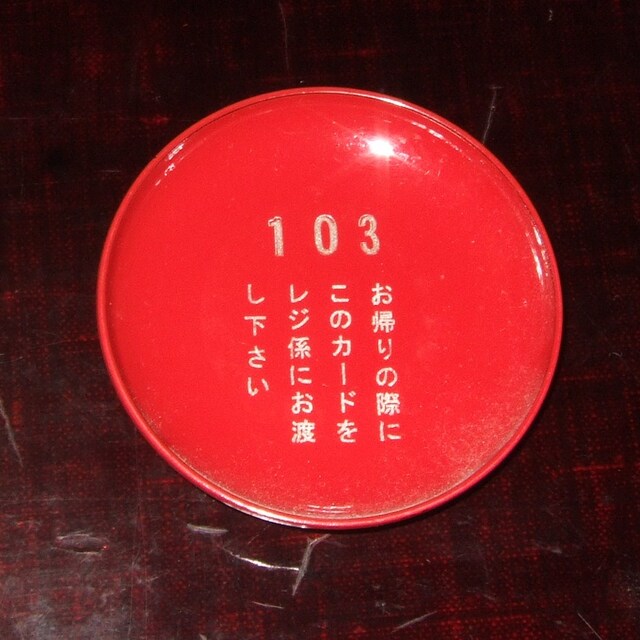 103
お帰りの際に
このカードを
レジ係にお渡
し下さい